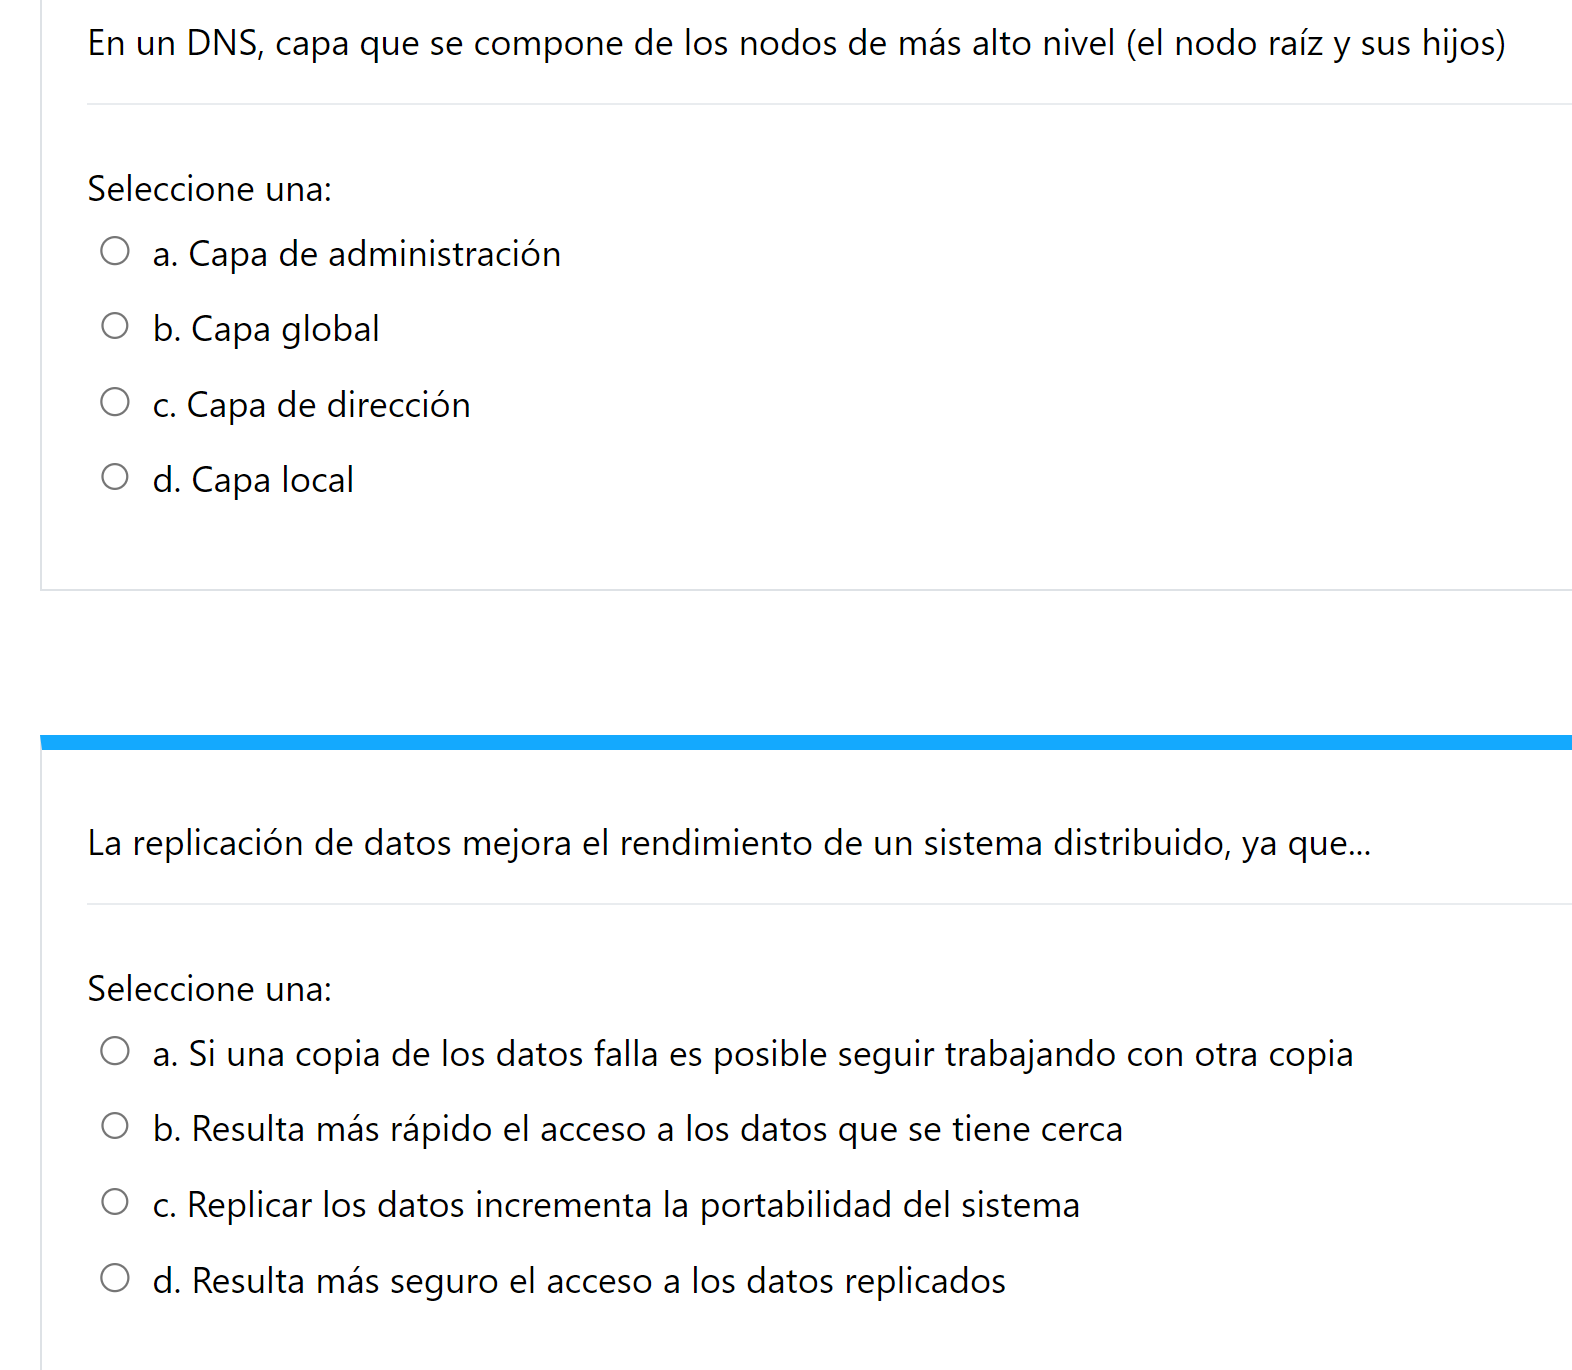 En un DNS, capa que se compone de los nodos de más alto nivel (el nodo raíz y sus hijos)
Seleccione una:
a. Capa de administración
b. Capa global
c. Capa de dirección
d. Capa local
La replicación de datos mejora el rendimiento de un sistema distribuido, ya que...
Seleccione una:
a. Si una copia de los datos falla es posible seguir trabajando con otra copia
b. Resulta más rápido el acceso a los datos que se tiene cerca
c. Replicar los datos incrementa la portabilidad del sistema
d. Resulta más seguro el acceso a los datos replicados